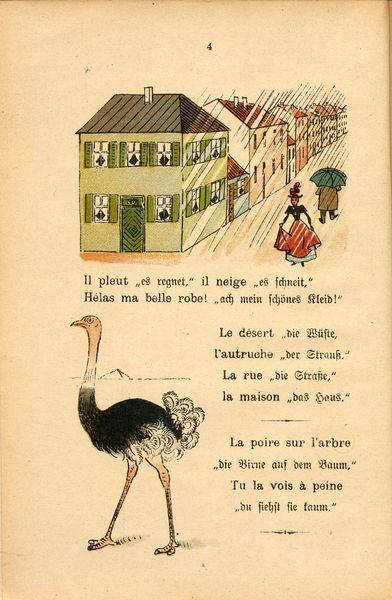 4
Il pleut „es regnet,“ il neige „es schneit,“
Hélas ma belle robe! „ach mein schönes Kleid!“
Le désert „die Wüste,
l'autruche „der Strauß.“
La rue „die Straße,
la maison „das Haus.“
La poire sur l'arbre
„die Birne auf dem Baum,“
Tu la vois à peine
„du siehst sie kaum.“